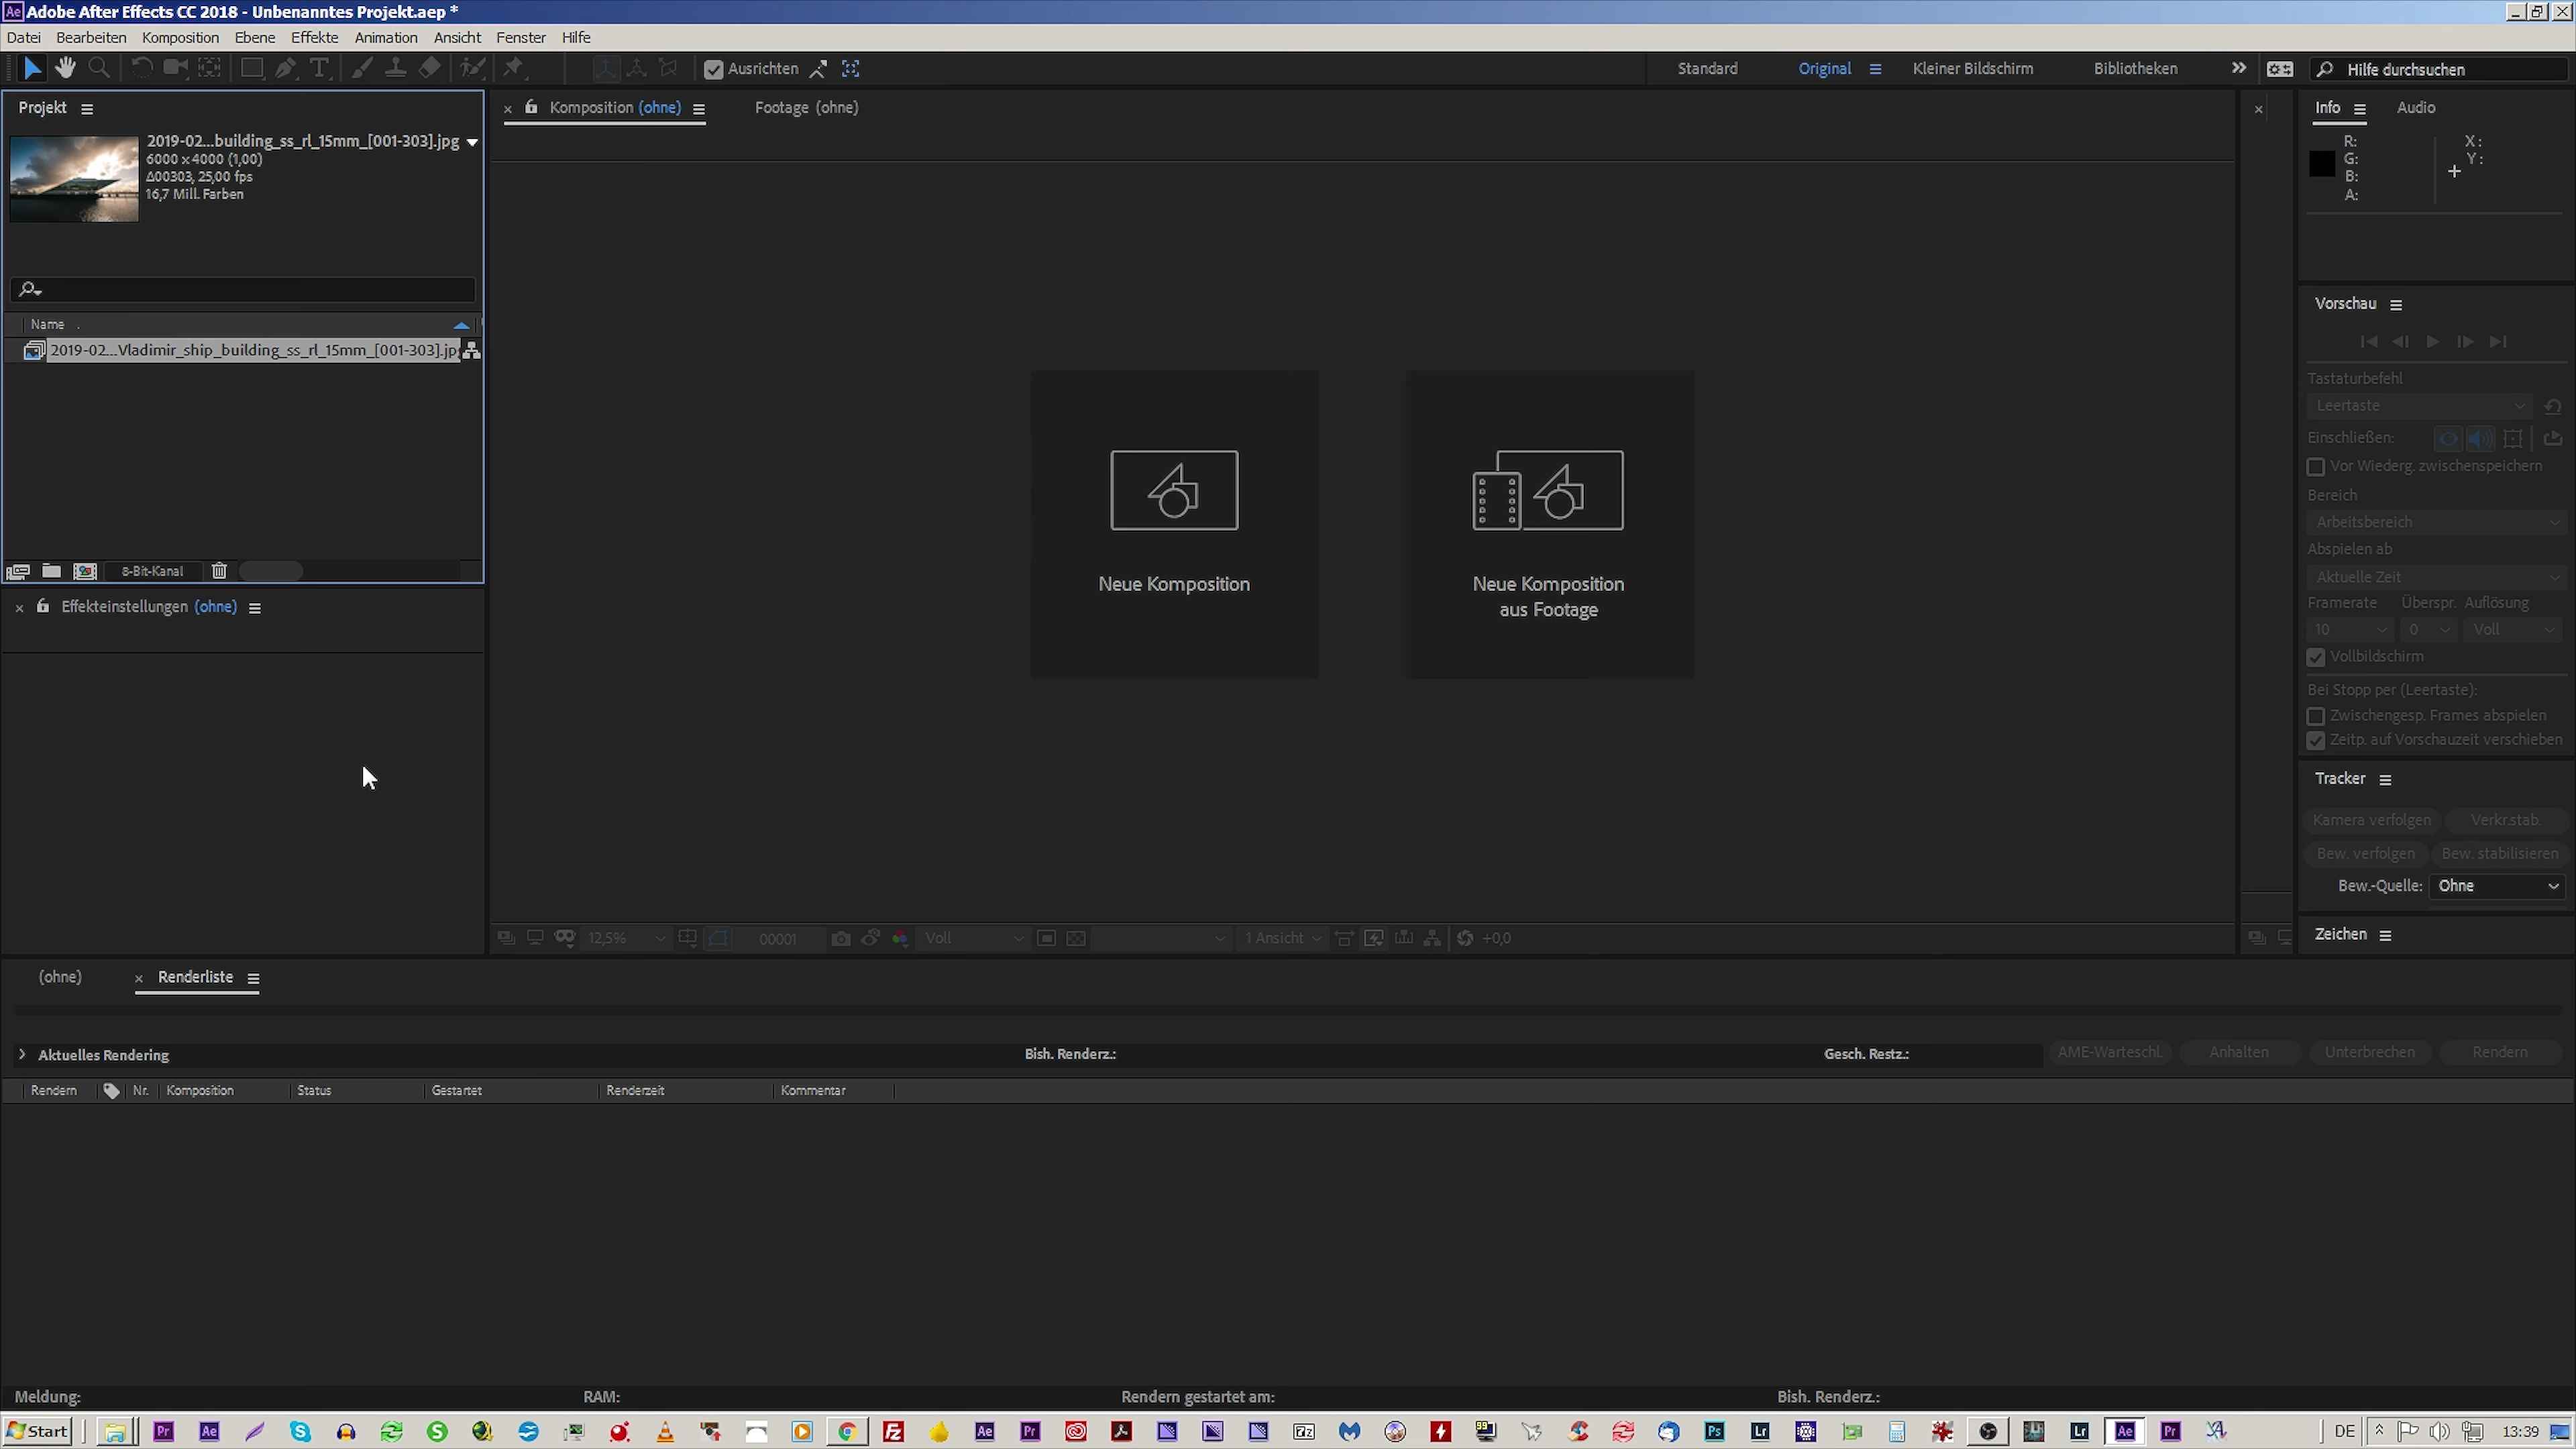 Adobe After Effects CC 2018 - Unbenanntes Projekt.aep *
Datei Bearbeiten Komposition Ebene Effekte Animation Ansicht Fenster Hilfe
Ausrichten
Standard Original Kleiner Bildschirm Bibliotheken
Hilfe durchsuchen
Projekt
2019-02...building_ss_rl_15mm_[001-303].jpg
6000 x 4000 (1,00)
Δ00303, 25,00 fps
16,7 Mill. Farben
Name
2019-02...Vladimir_ship_building_ss_rl_15mm_[001-303].jpg
8-Bit-Kanal
Effekteinstellungen (ohne)
Komposition (ohne)
Footage (ohne)
Neue Komposition
Neue Komposition
aus Footage
12,5% 00001 Voll 1 Ansicht +0,0
Info Audio
R:
G:
B:
A:
X:
Y:
Vorschau
Tastaturbefehl
Leertaste
Einschließen:
Vor Wiederg. zwischenspeichern
Bereich
Arbeitsbereich
Abspielen ab
Aktuelle Zeit
Framerate Überspr. Auflösung
10 0 Voll
Vollbildschirm
Bei Stopp per (Leertaste):
Zwischengesp. Frames abspielen
Zeitp. auf Vorschauzeit verschieben
Tracker
Kamera verfolgen Verkr.stab.
Bew. verfolgen Bew. stabilisieren
Bew.-Quelle: Ohne
Zeichen
(ohne) Renderliste
Aktuelles Rendering Bish. Renderz.: Gesch. Restz.: AME-Warteschl. Anhalten Unterbrechen Rendern
Rendern Nr. Komposition Status Gestartet Renderzeit Kommentar
Meldung: RAM: Rendern gestartet am: Bish. Renderz.:
Start DE 13:39